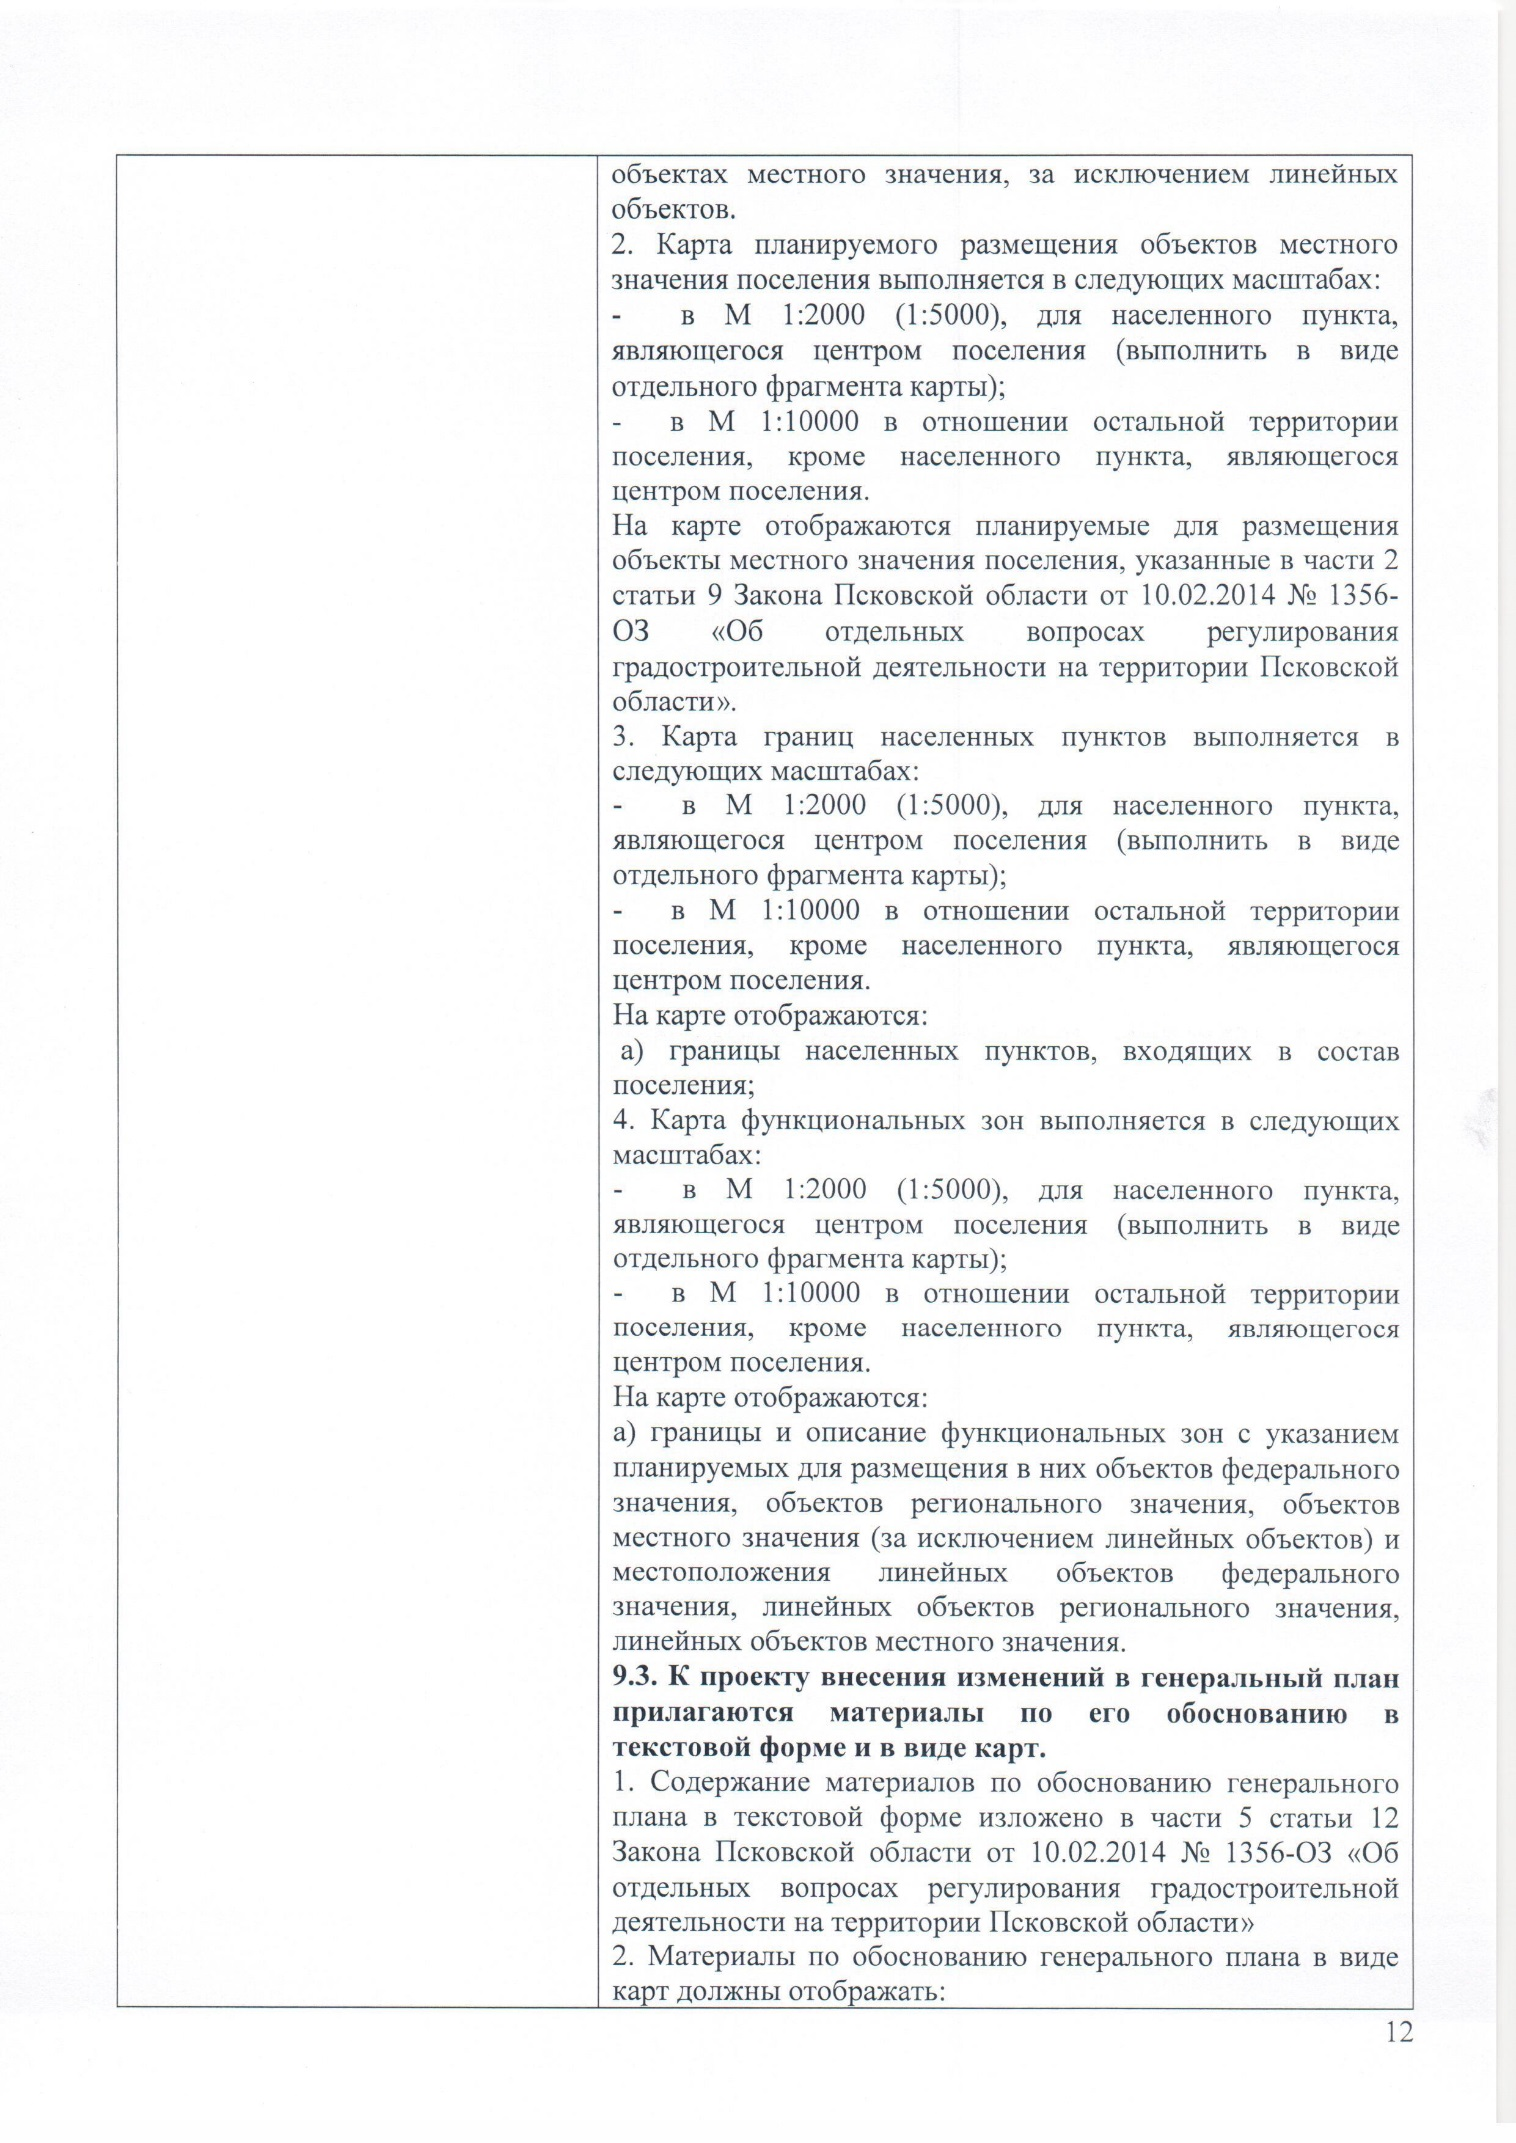 объектах местного значения, за исключением линейных
объектов.
2. Карта планируемого размещения объектов местного
значения поселения выполняется в следующих масштабах:
- в М 1:2000 (1:5000), для населенного пункта,
являющегося центром поселения (выполнить в виде
отдельного фрагмента карты);
- в М 1:10000 в отношении остальной территории
поселения, кроме населенного пункта, являющегося
центром поселения.
На карте отображаются планируемые для размещения
объекты местного значения поселения, указанные в части 2
статьи 9 Закона Псковской области от 10.02.2014 № 1356-
ОЗ «Об отдельных вопросах регулирования
градостроительной деятельности на территории Псковской
области».
3. Карта границ населенных пунктов выполняется в
следующих масштабах:
- в М 1:2000 (1:5000), для населенного пункта,
являющегося центром поселения (выполнить в виде
отдельного фрагмента карты);
- в М 1:10000 в отношении остальной территории
поселения, кроме населенного пункта, являющегося
центром поселения.
На карте отображаются:
а) границы населенных пунктов, входящих в состав
поселения;
4. Карта функциональных зон выполняется в следующих
масштабах:
- в М 1:2000 (1:5000), для населенного пункта,
являющегося центром поселения (выполнить в виде
отдельного фрагмента карты);
- в М 1:10000 в отношении остальной территории
поселения, кроме населенного пункта, являющегося
центром поселения.
На карте отображаются:
а) границы и описание функциональных зон с указанием
планируемых для размещения в них объектов федерального
значения, объектов регионального значения, объектов
местного значения (за исключением линейных объектов) и
местоположения линейных объектов федерального
значения, линейных объектов регионального значения,
линейных объектов местного значения.
9.3. К проекту внесения изменений в генеральный план
прилагаются материалы по его обоснованию в
текстовой форме и в виде карт.
1. Содержание материалов по обоснованию генерального
плана в текстовой форме изложено в части 5 статьи 12
Закона Псковской области от 10.02.2014 № 1356-ОЗ «Об
отдельных вопросах регулирования градостроительной
деятельности на территории Псковской области»
2. Материалы по обоснованию генерального плана в виде
карт должны отображать:
12